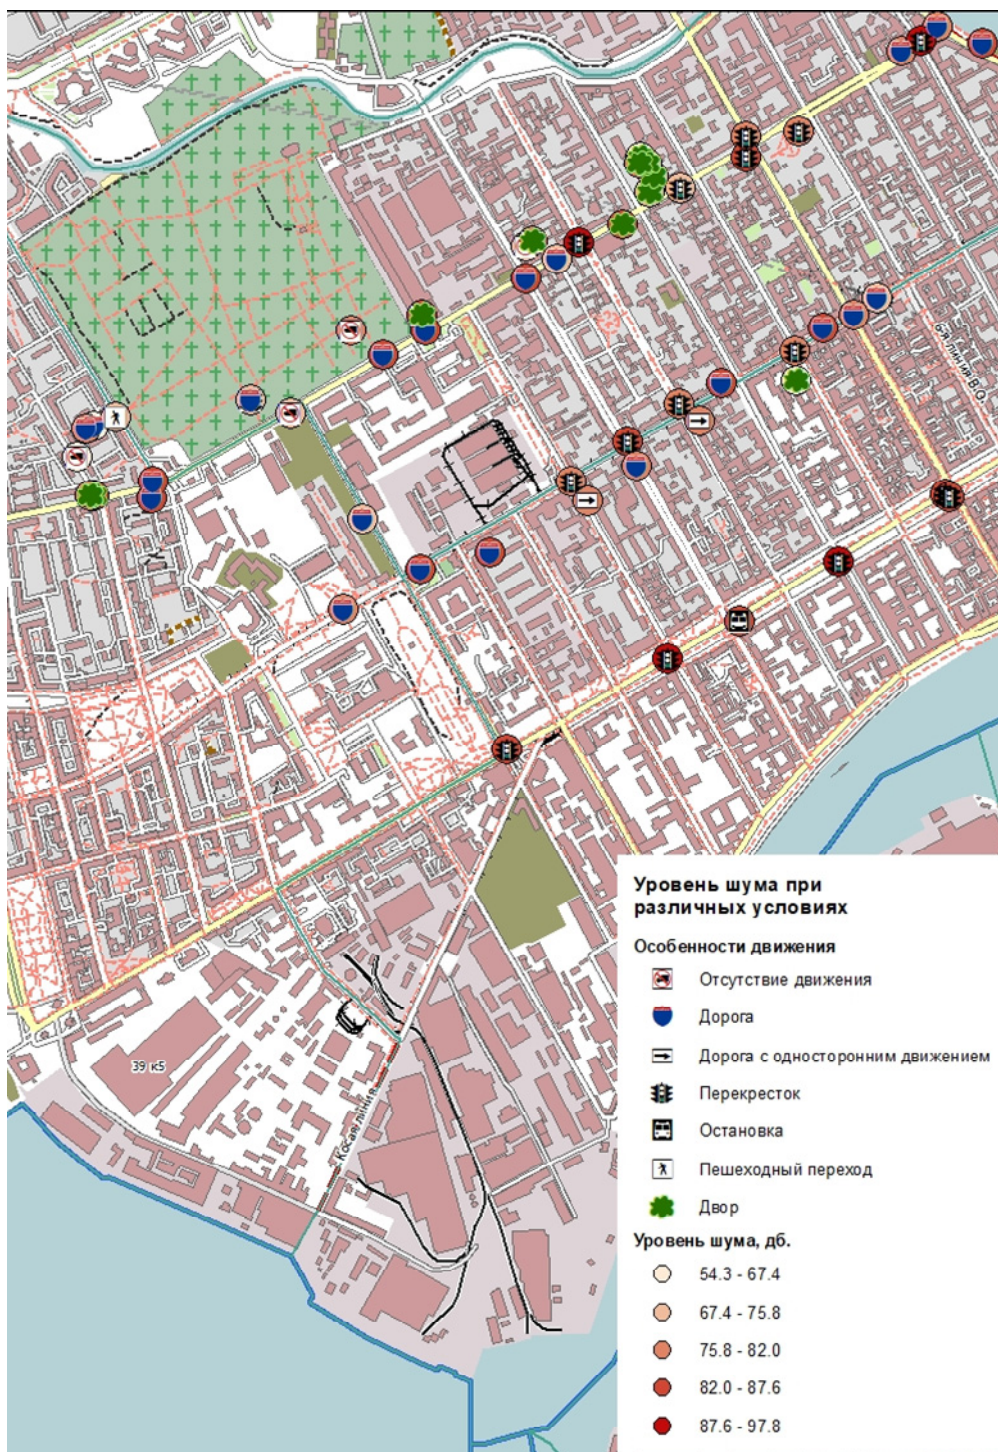 6-я линия В.О.
39 к5
Косая линия
Уровень шума при
различных условиях
Особенности движения
Отсутствие движения
Дорога
Дорога с односторонним движением
Перекресток
Остановка
Пешеходный переход
Двор
Уровень шума, дб.
54.3 - 67.4
67.4 - 75.8
75.8 - 82.0
82.0 - 87.6
87.6 - 97.8